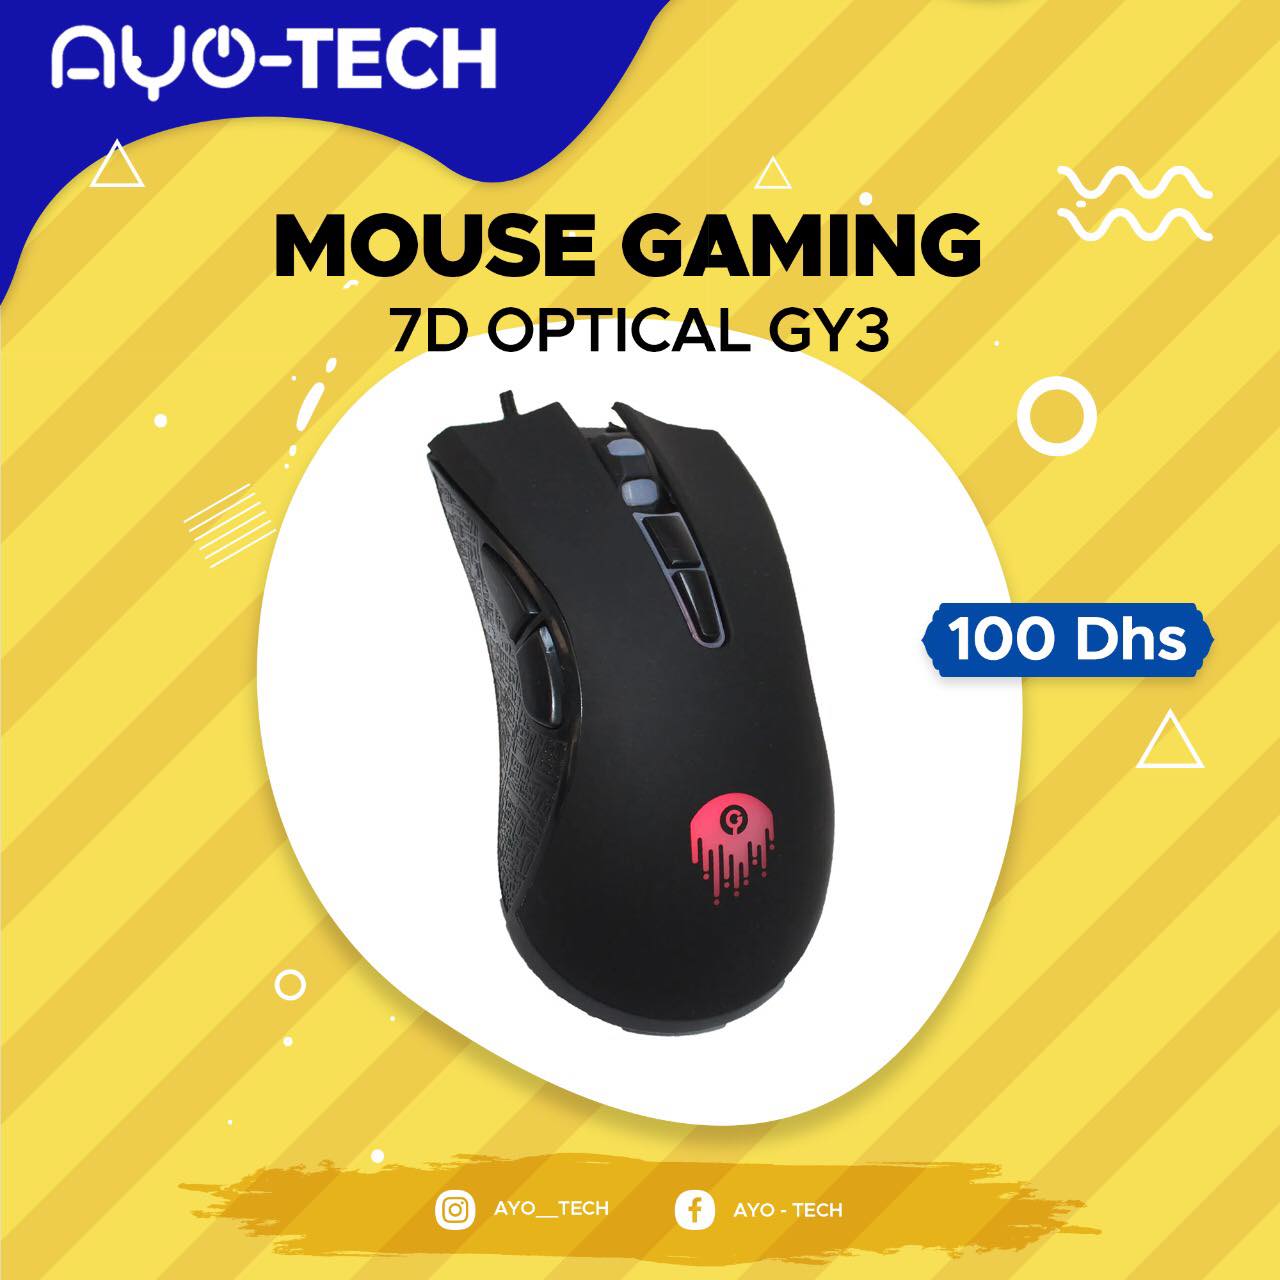 AYO-TECH
MOUSE GAMING
7D OPTICAL GY3
100 Dhs
AYO__TECH
AYO - TECH